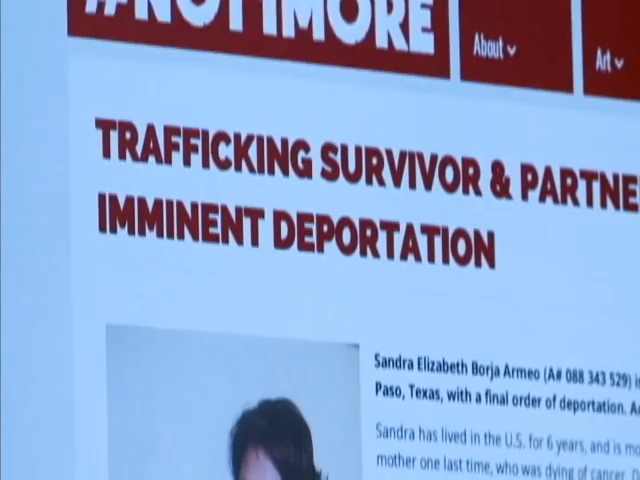 #NOT1MORE
About
Art
TRAFFICKING SURVIVOR & PARTNE
IMMINENT DEPORTATION
Sandra Elizabeth Borja Armeo (A# 088 343 529)
Paso, Texas, with a final order of deportation.
Sandra has lived in the U.S. for 6 years, and is mo
mother one last time, who was dying of cancer.